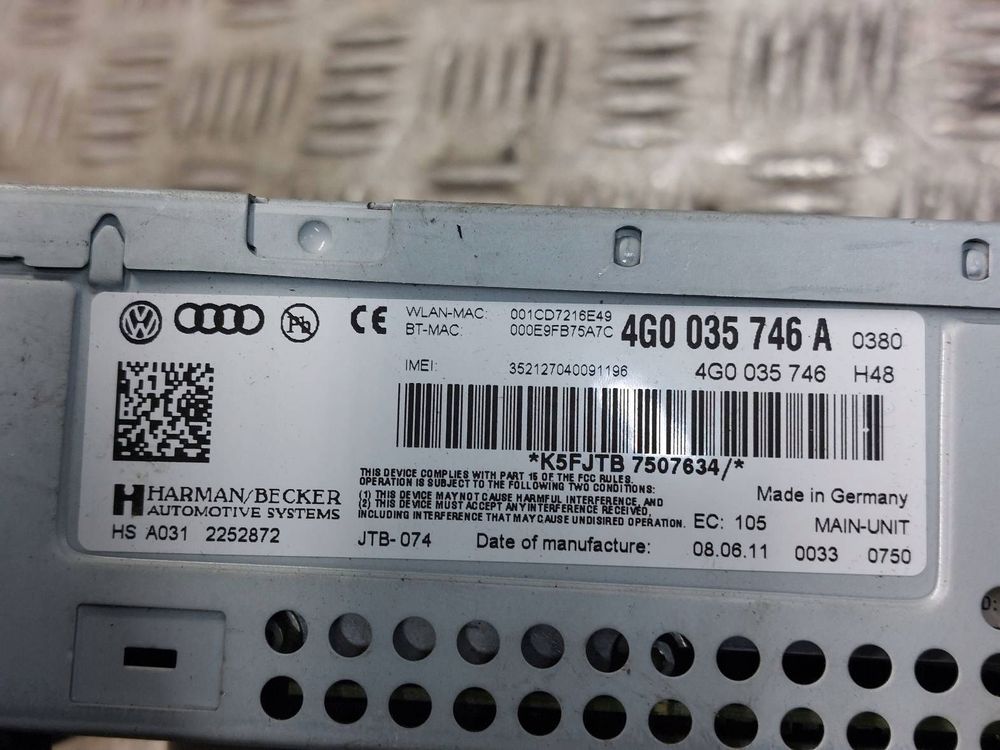 WLAN-MAC: 001CD7216E49
BT-MAC: 000E9FB75A7C
4G0 035 746 A 0380
IMEI: 352127040091196
4G0 035 746 H48
*K5FJTB 7507634/*
THIS DEVICE COMPLIES WITH PART 15 OF THE FCC RULES.
OPERATION IS SUBJECT TO THE FOLLOWING TWO CONDITIONS:
(1) THIS DEVICE MAY NOT CAUSE HARMFUL INTERFERENCE, AND
(2) THIS DEVICE MUST ACCEPT ANY INTERFERENCE RECEIVED,
INCLUDING INTERFERENCE THAT MAY CAUSE UNDISIRED OPERATION.
Made in Germany
HARMAN/BECKER
AUTOMOTIVE SYSTEMS
EC: 105 MAIN-UNIT
HS A031 2252872 JTB-074 Date of manufacture: 08.06.11 0033 0750